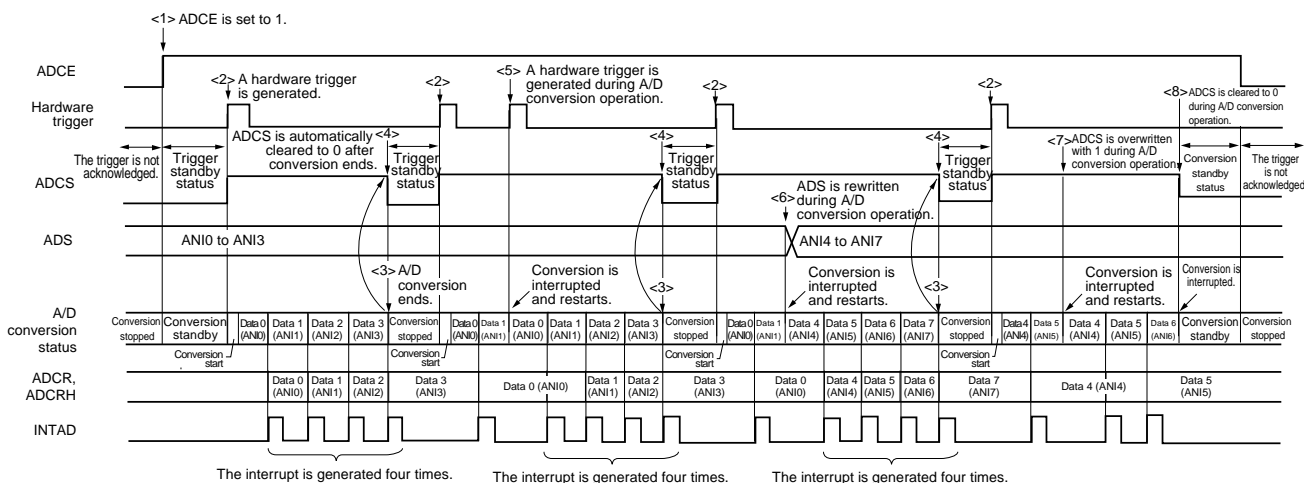 <1> ADCE is set to 1.
ADCE
<2> A hardware trigger
is generated.
<2>
<5> A hardware trigger is
generated during A/D
conversion operation.
<2>
<2>
<8> ADCS is cleared to 0
during A/D conversion
operation.
Hardware
trigger
The trigger is not
acknowledged.
Trigger
standby
status
ADCS is automatically
cleared to 0 after
conversion ends.
<4>
Trigger
standby
status
<4>
Trigger
standby
status
<4>
Trigger
standby
status
<7> ADCS is overwritten
with 1 during A/D
conversion operation.
Conversion
standby
status
The trigger
is not
acknowledged.
ADCS
<6>
ADS is rewritten
during A/D
conversion operation.
ADS
ANI0 to ANI3
ANI4 to ANI7
<3> A/D
conversion
ends.
Conversion is
interrupted
and restarts.
<3>
Conversion is
interrupted
and restarts.
<3>
Conversion is
interrupted
and restarts.
Conversion is
interrupted.
A/D
conversion
status
Conversion
stopped
Conversion
standby
Data 0
(ANI0)
Data 1
(ANI1)
Data 2
(ANI2)
Data 3
(ANI3)
Conversion
stopped
Data 0
(ANI0)
Data 1
(ANI1)
Data 0
(ANI0)
Data 1
(ANI1)
Data 2
(ANI2)
Data 3
(ANI3)
Conversion
stopped
Data 0
(ANI0)
Data 1
(ANI1)
Data 4
(ANI4)
Data 5
(ANI5)
Data 6
(ANI6)
Data 7
(ANI7)
Conversion
stopped
Data 4
(ANI4)
Data 5
(ANI5)
Data 4
(ANI4)
Data 5
(ANI5)
Data 6
(ANI6)
Conversion
standby
Conversion
stopped
Conversion
start
Conversion
start
Conversion
start
Conversion
start
ADCR,
ADCRH
Data 0
(ANI0)
Data 1
(ANI1)
Data 2
(ANI2)
Data 3
(ANI3)
Data 0 (ANI0)
Data 1
(ANI1)
Data 2
(ANI2)
Data 3
(ANI3)
Data 0
(ANI0)
Data 4
(ANI4)
Data 5
(ANI5)
Data 6
(ANI6)
Data 7
(ANI7)
Data 4 (ANI4)
Data 5
(ANI5)
INTAD
The interrupt is generated four times.
The interrupt is generated four times.
The interrupt is generated four times.